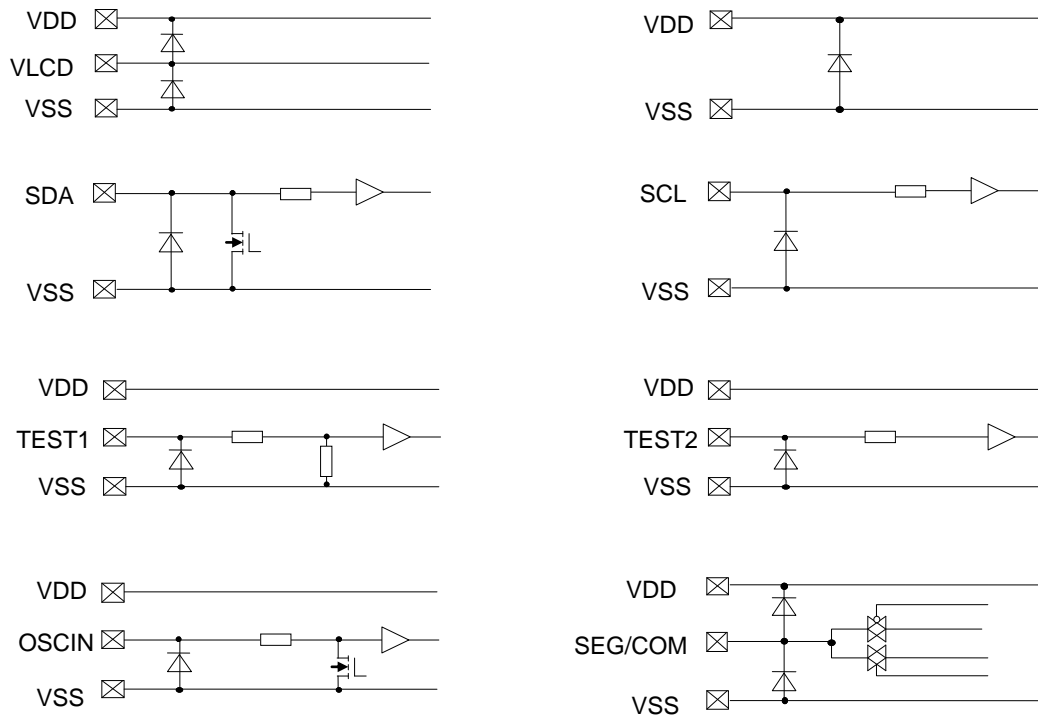 VDD
VLCD
VSS
VDD
VSS
SDA
VSS
SCL
VSS
VDD
TEST1
VSS
VDD
TEST2
VSS
VDD
OSCIN
VSS
VDD
SEG/COM
VSS